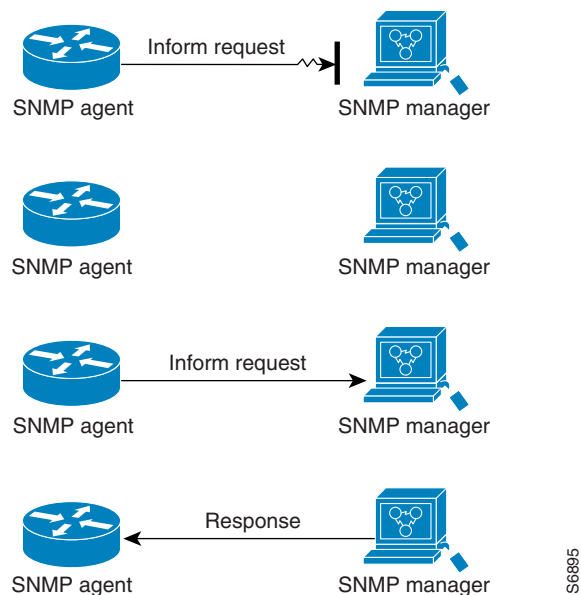 Inform request
SNMP agent
SNMP manager
SNMP agent
SNMP manager
Inform request
SNMP agent
SNMP manager
Response
SNMP agent
SNMP manager
S6895